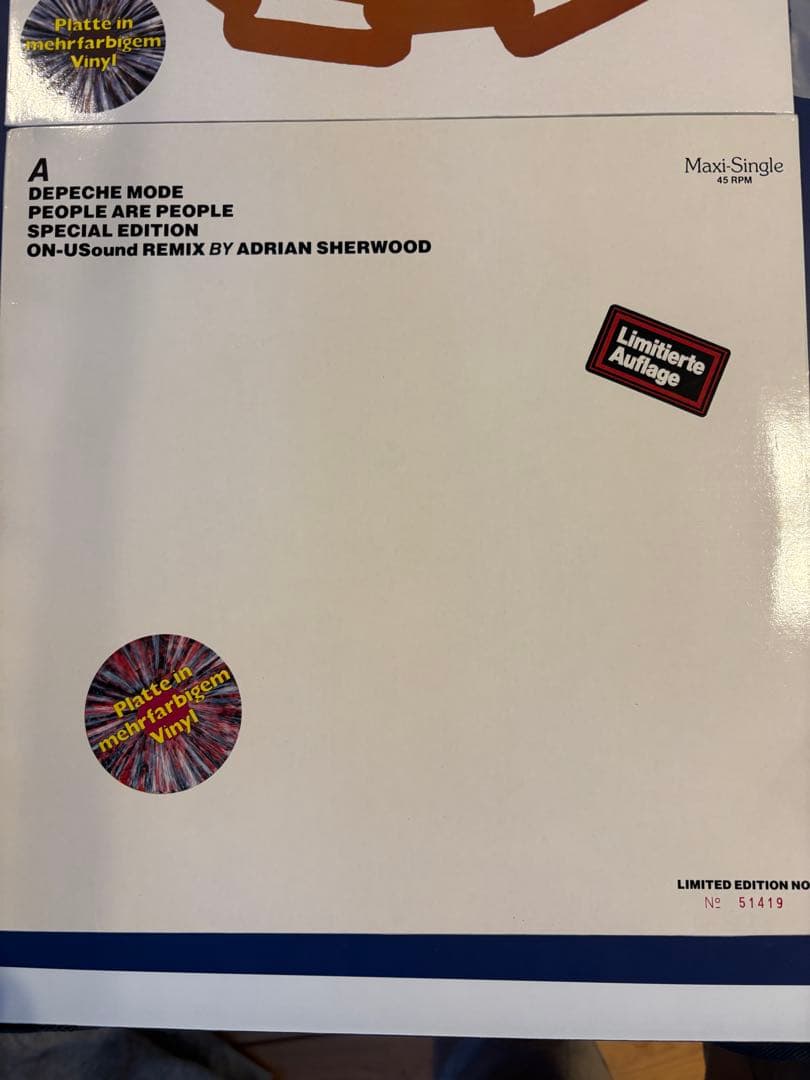 Platte in
mehrfarbigem
Vinyl
A
DEPECHE MODE
PEOPLE ARE PEOPLE
SPECIAL EDITION
ON-USound REMIX BY ADRIAN SHERWOOD
Maxi-Single
45 RPM
Limitierte
Auflage
Platte in
mehrfarbigem
Vinyl
LIMITED EDITION NO
Nº 51419